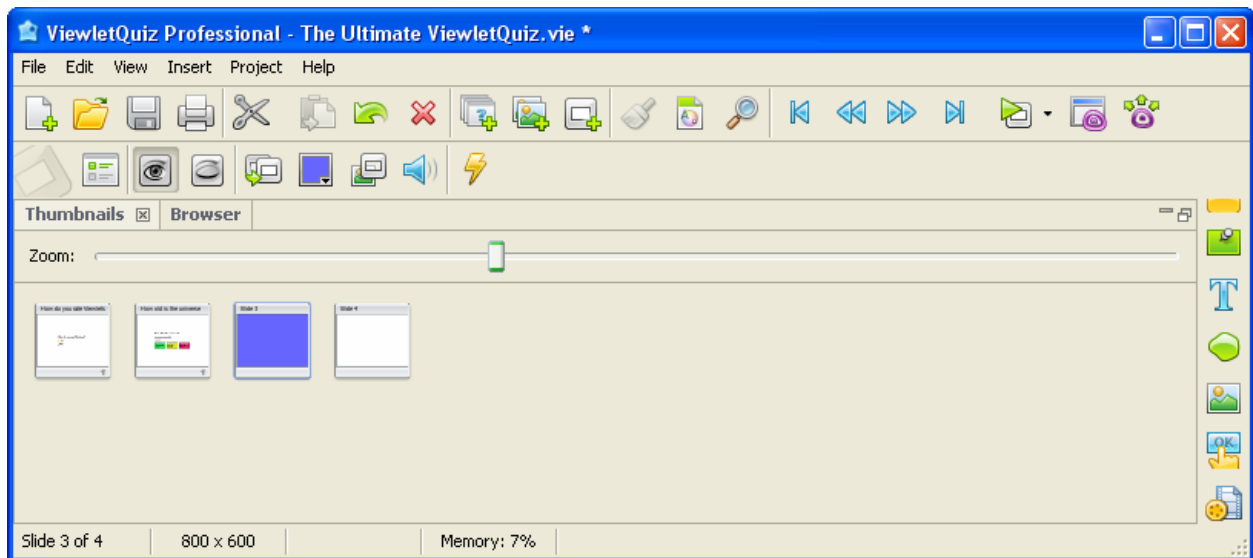 ViewletQuiz Professional - The Ultimate ViewletQuiz.vie *
File Edit View Insert Project Help
Thumbnails Browser
Zoom:
How do you rate Viewlets
How old is the universe
Slide 3
Slide 4
OK
Slide 3 of 4 800 x 600 Memory: 7%